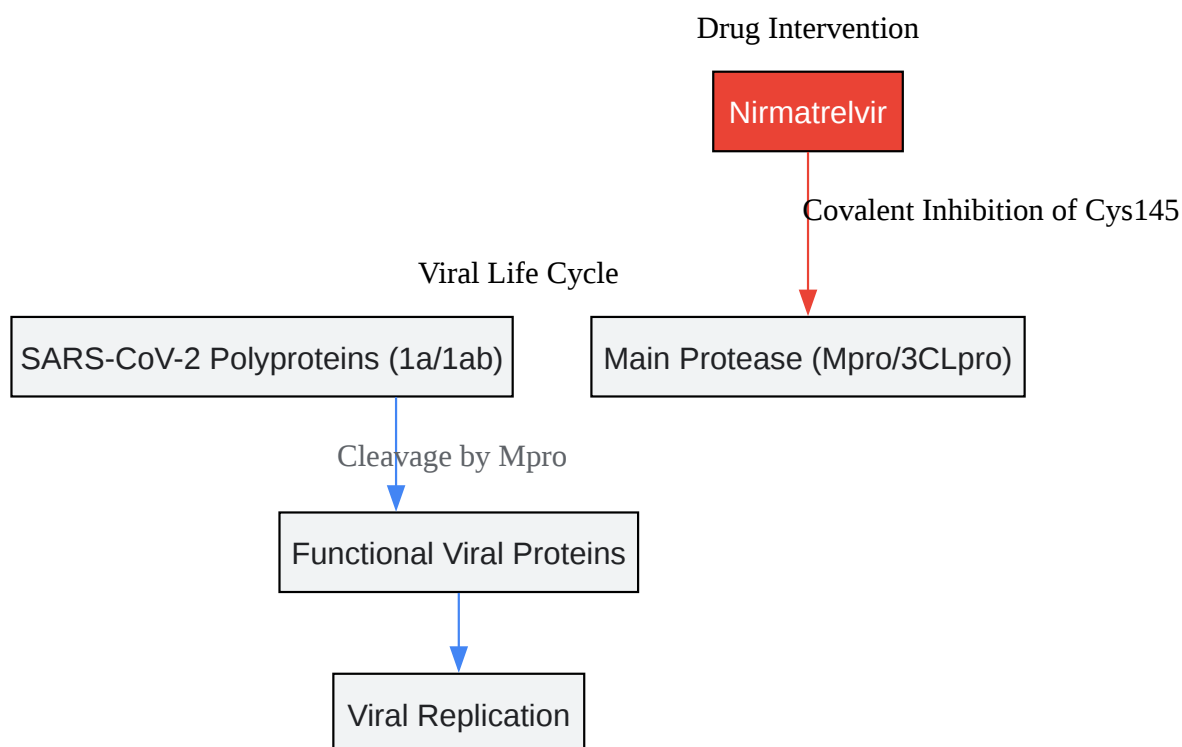 Drug Intervention
Nirmatrelvir
Covalent Inhibition of Cys145
Viral Life Cycle
SARS-CoV-2 Polyproteins (1a/1ab)
Main Protease (Mpro/3CLpro)
Cleavage by Mpro
Functional Viral Proteins
Viral Replication